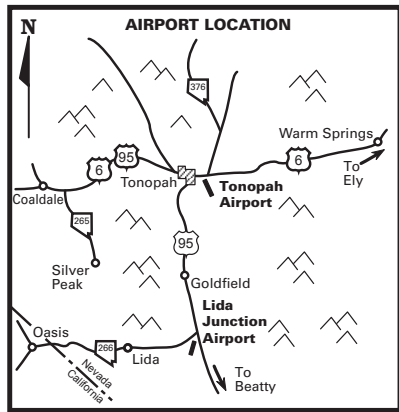 AIRPORT LOCATION
N
376
Warm Springs
6
95
6
To
Ely
Tonopah
Tonopah
Airport
Coaldale
265
95
Silver
Peak
Goldfield
Lida
Junction
Airport
Oasis
266
Lida
Nevada
California
To
Beatty